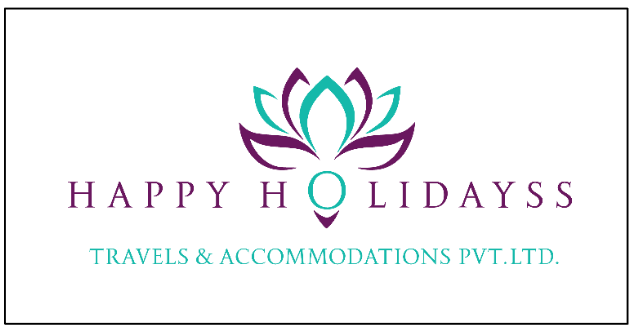 HAPPY HOLIDAYSS
TRAVELS & ACCOMMODATIONS PVT.LTD.